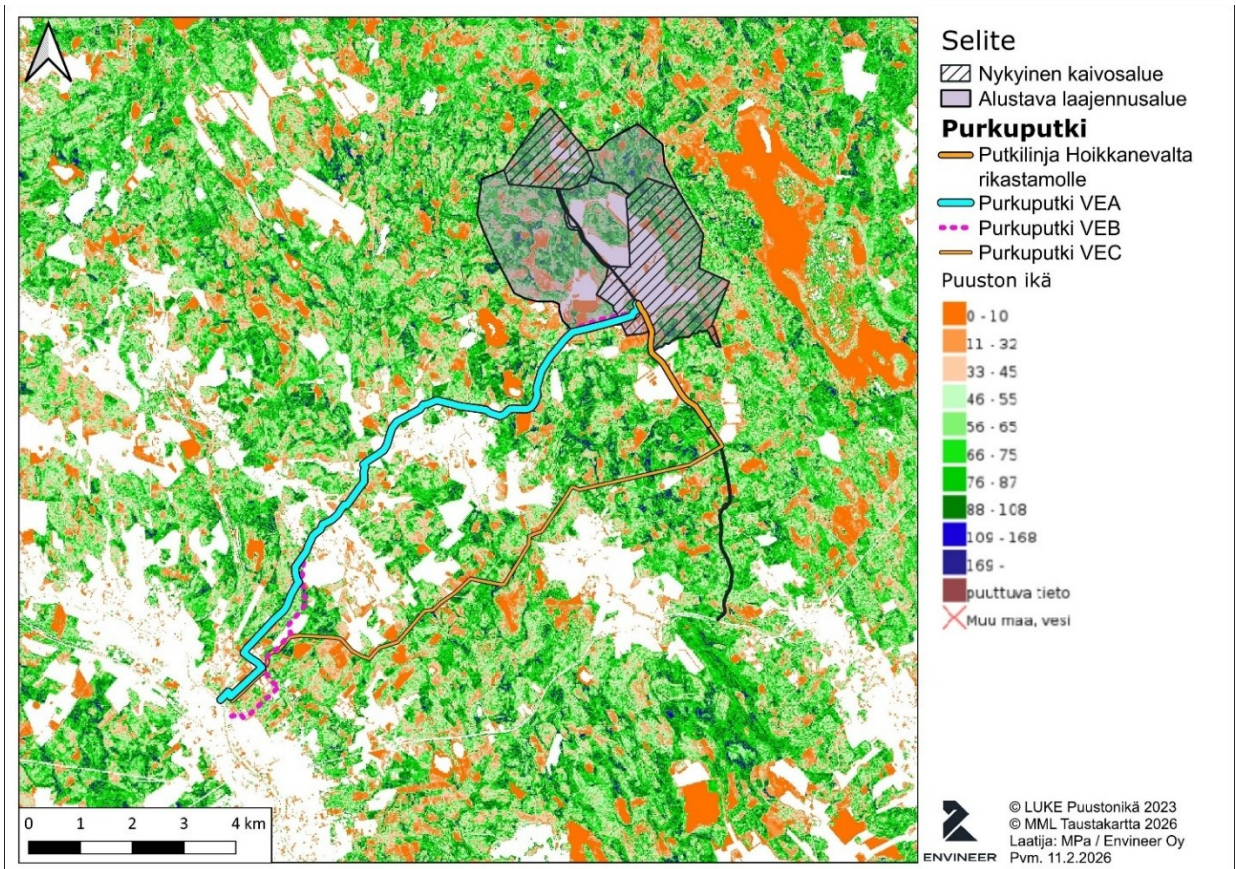 Selite
Nykyinen kaivosalue
Alustava laajennusalue
Purkuputki
Putkilinja Hoikkanevalta
rikastamolle
Purkuputki VEA
Purkuputki VEB
Purkuputki VEC
Puuston ikä
0 - 10
11 - 32
33 - 45
46 - 55
56 - 65
66 - 75
76 - 87
88 - 108
109 - 168
169 -
puuttuva tieto
Muu maa, vesi
0 1 2 3 4 km
ENVINEER
© LUKE Puustonikä 2023
© MML Taustakartta 2026
Laatija: MPa / Envineer Oy
Pvm. 11.2.2026